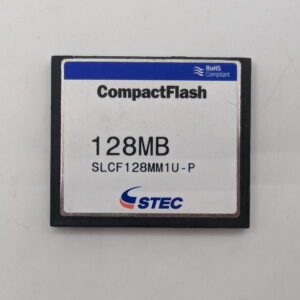 RoHS
Compliant
CompactFlash
128MB
SLCF128MM1U-P
STEC